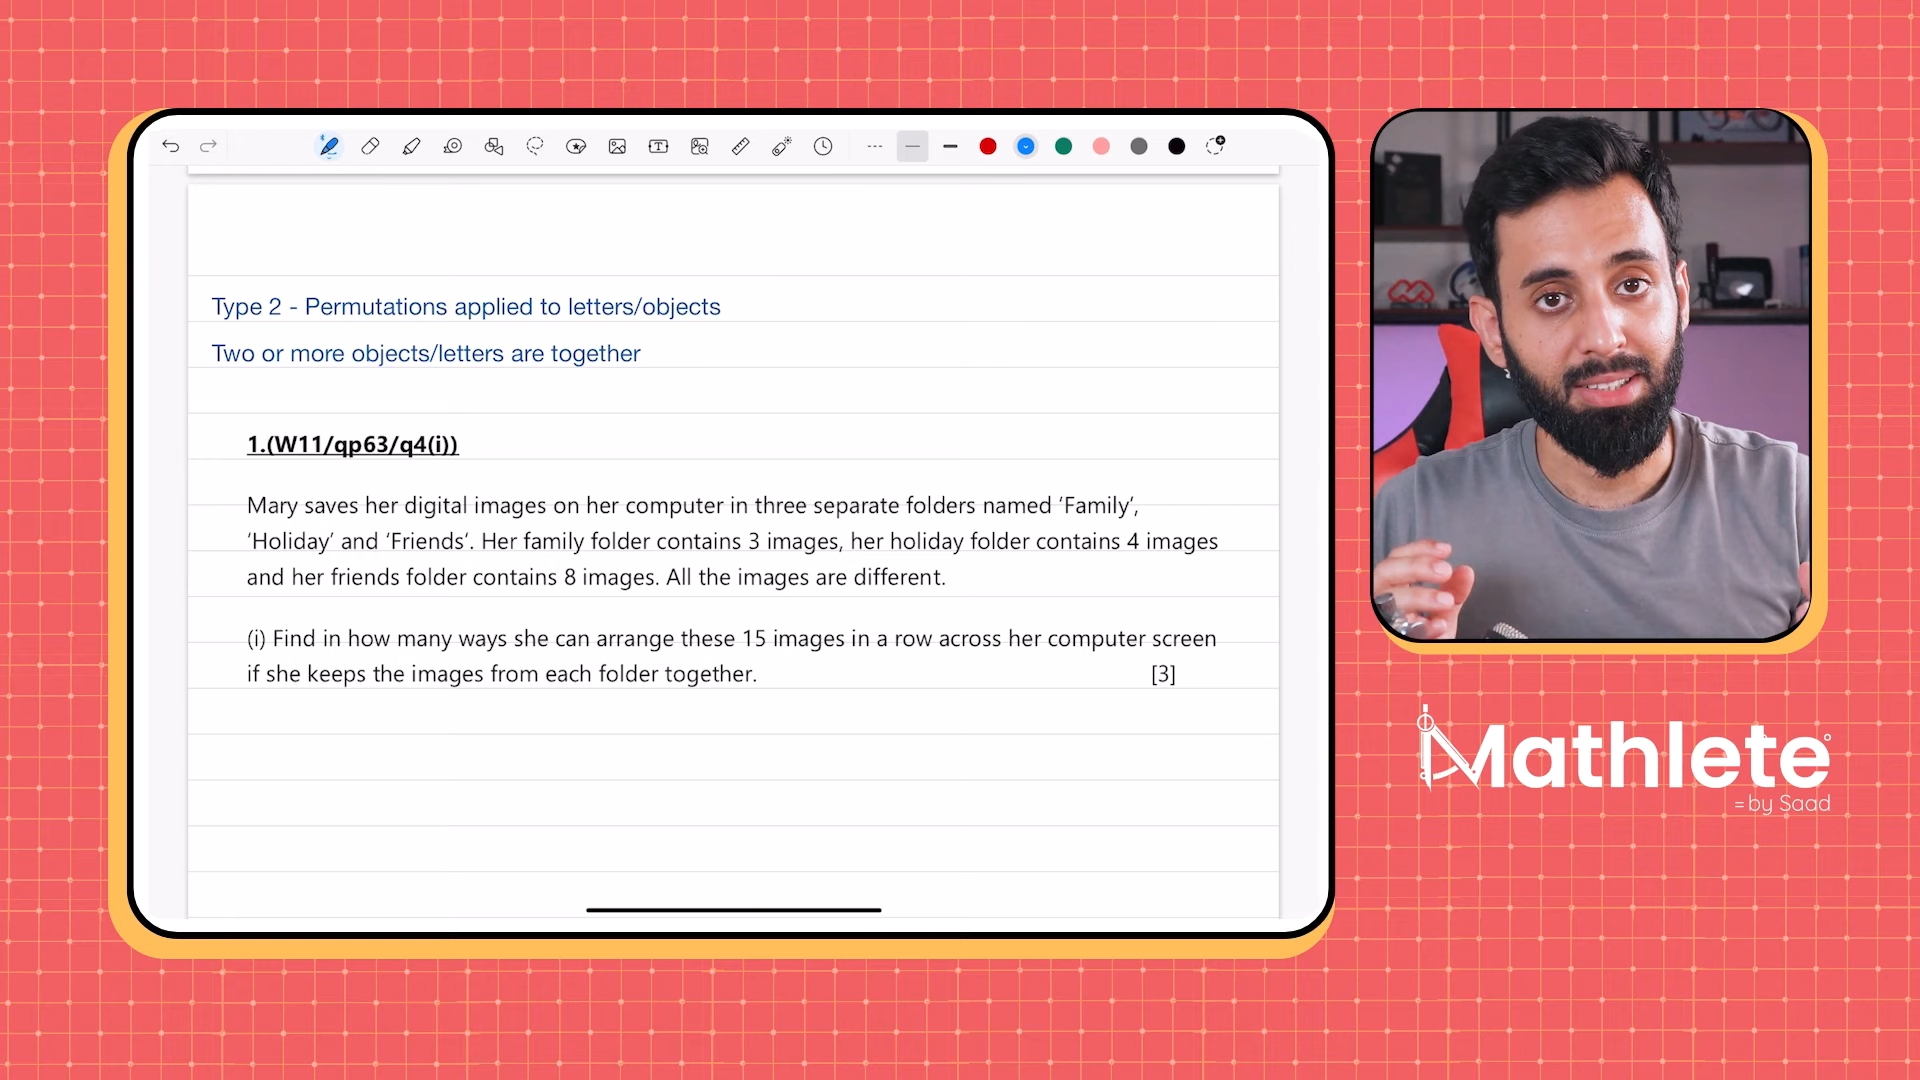 Type 2 - Permutations applied to letters/objects
Two or more objects/letters are together
1.(W11/qp63/q4(i))
Mary saves her digital images on her computer in three separate folders named ‘Family’,
‘Holiday’ and ‘Friends’. Her family folder contains 3 images, her holiday folder contains 4 images
and her friends folder contains 8 images. All the images are different.
(i) Find in how many ways she can arrange these 15 images in a row across her computer screen
if she keeps the images from each folder together. [3]
Mathlete
=by Saad